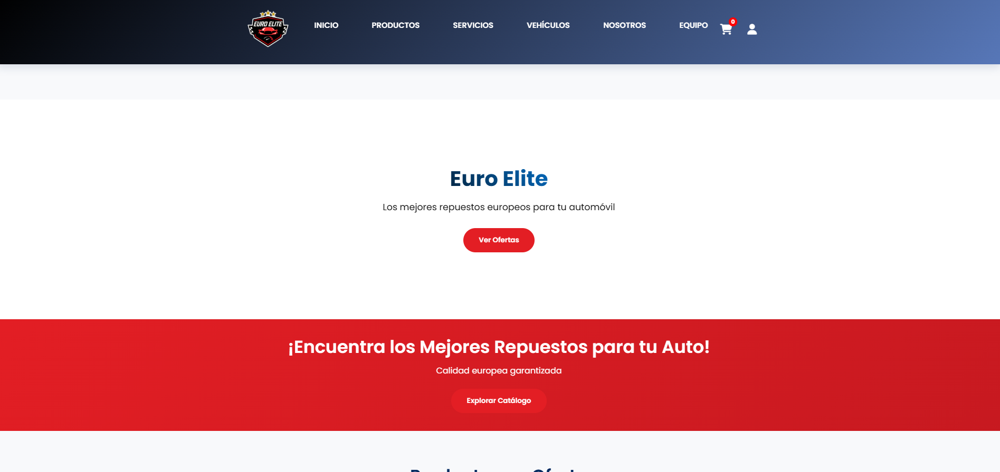 EURO ELITE
INICIO PRODUCTOS SERVICIOS VEHÍCULOS NOSOTROS EQUIPO 0
Euro Elite
Los mejores repuestos europeos para tu automóvil
Ver Ofertas
¡Encuentra los Mejores Repuestos para tu Auto!
Calidad europea garantizada
Explorar Catálogo